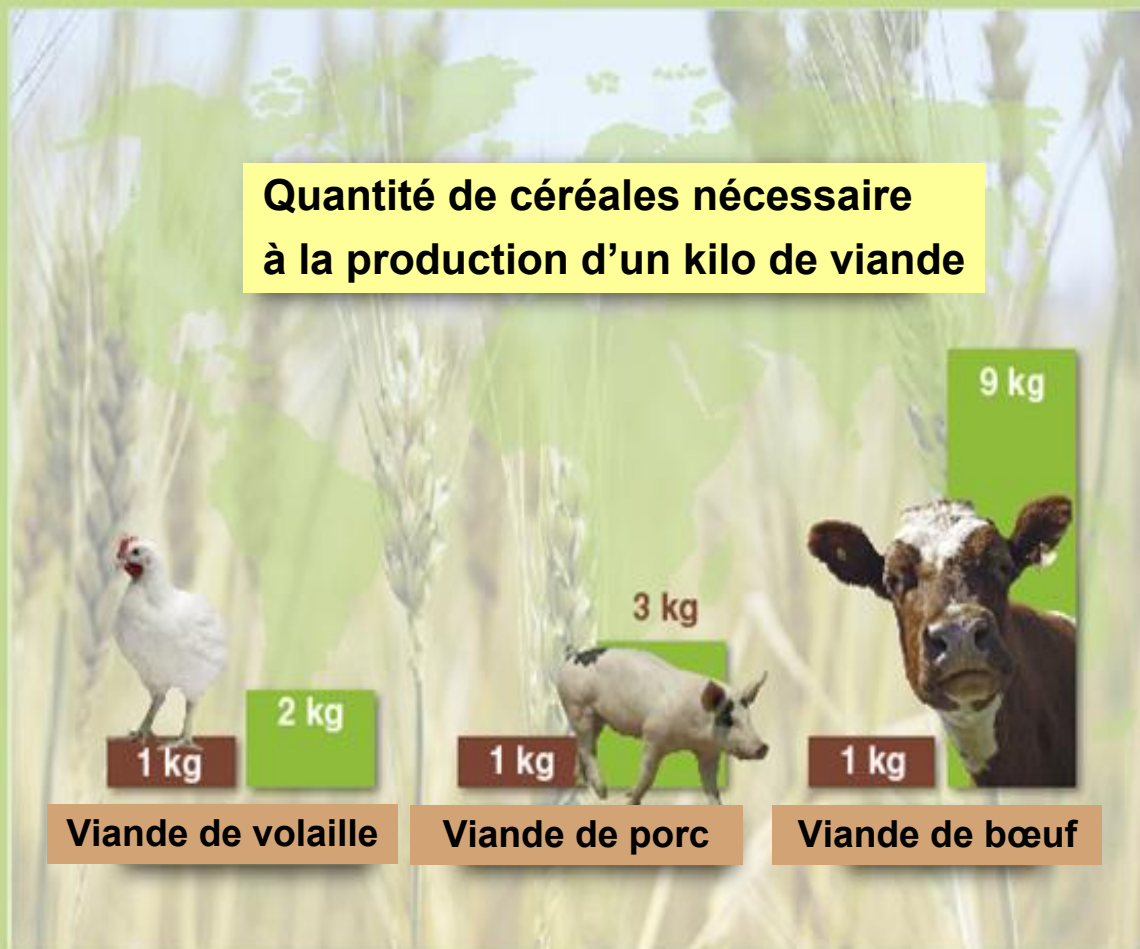 Quantité de céréales nécessaire
à la production d’un kilo de viande
9 kg
3 kg
2 kg
1 kg
1 kg
1 kg
Viande de volaille
Viande de porc
Viande de bœuf